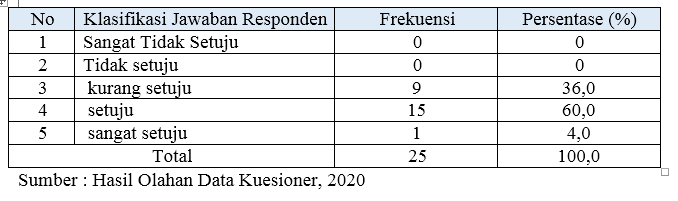 No Klasifikasi Jawaban Responden Frekuensi Persentase (%)
1 Sangat Tidak Setuju 0 0
2 Tidak setuju 0 0
3 kurang setuju 9 36,0
4 setuju 15 60,0
5 sangat setuju 1 4,0
Total 25 100,0
Sumber : Hasil Olahan Data Kuesioner, 2020